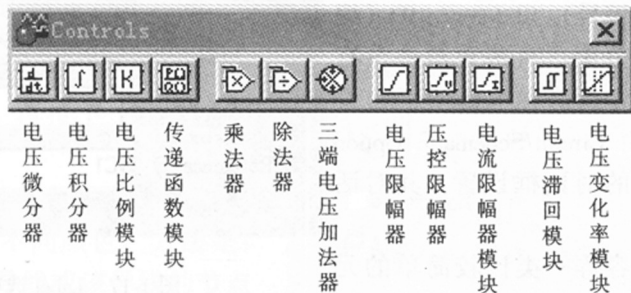 Controls
电压微分器
电压积分器
电压比例模块
传递函数模块
乘法器
除法器
三端电压加法器
电压限幅器
压控限幅器
电流限幅器模块
电压滞回模块
电压变化率模块